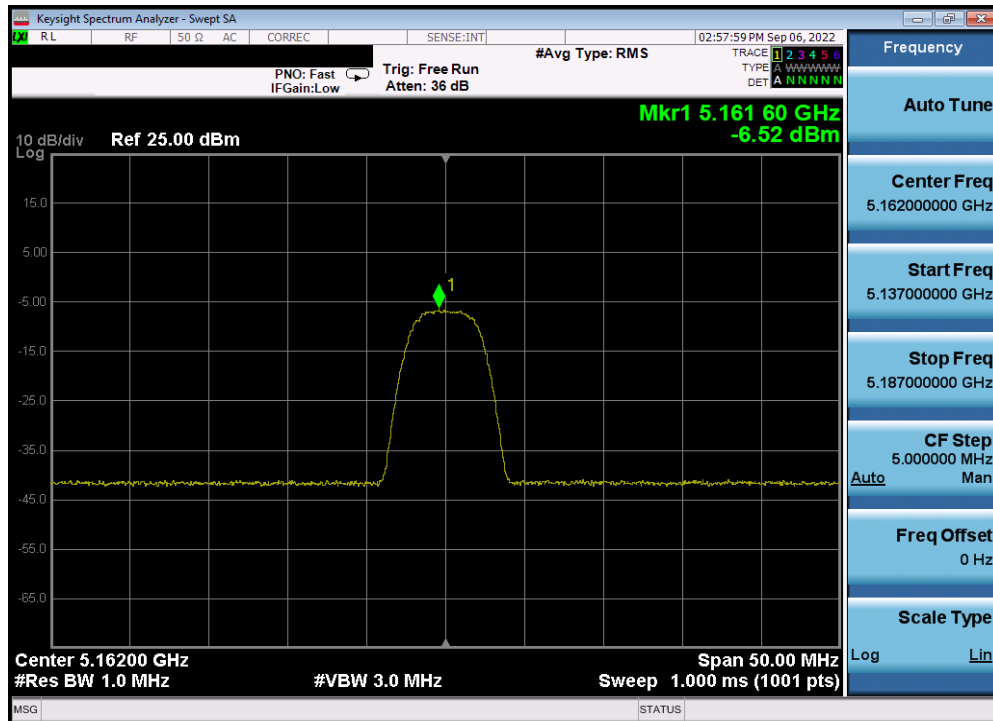 Keysight Spectrum Analyzer - Swept SA
LXI RL RF 50 Ω AC CORREC SENSE:INT 02:57:59 PM Sep 06, 2022
#Avg Type: RMS
TRACE 1 2 3 4 5 6
TYPE A WWWWW
DET A N N N N N
PNO: Fast
IFGain:Low
Trig: Free Run
Atten: 36 dB
Mkr1 5.161 60 GHz
-6.52 dBm
10 dB/div Ref 25.00 dBm
Log
15.0
5.00
-5.00
-15.0
-25.0
-35.0
-45.0
-55.0
-65.0
1
Center 5.16200 GHz Span 50.00 MHz
#Res BW 1.0 MHz #VBW 3.0 MHz Sweep 1.000 ms (1001 pts)
MSG STATUS
Frequency
Auto Tune
Center Freq
5.162000000 GHz
Start Freq
5.137000000 GHz
Stop Freq
5.187000000 GHz
CF Step
5.000000 MHz
Auto Man
Freq Offset
0 Hz
Scale Type
Log Lin